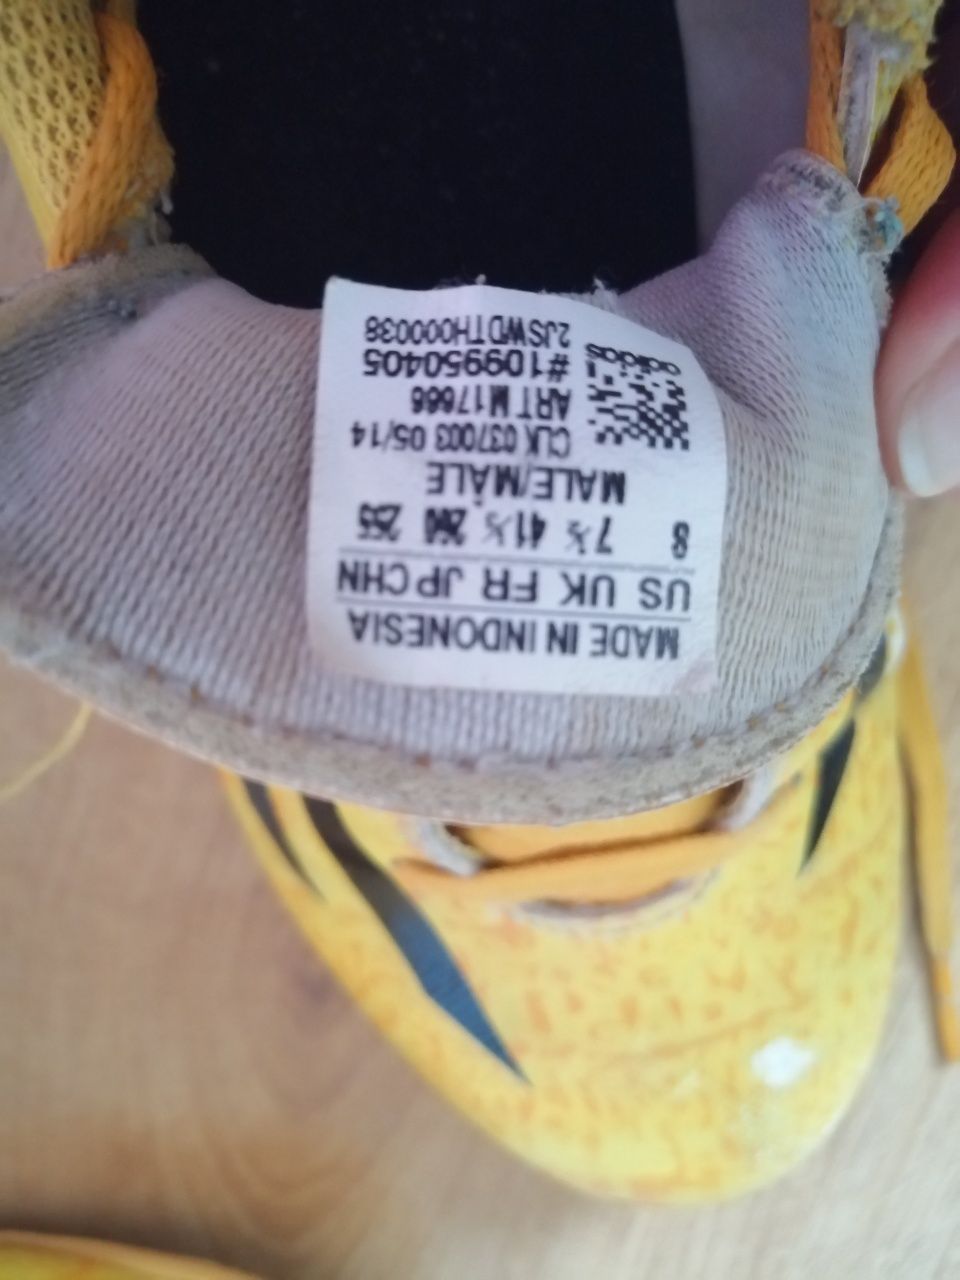 MADE IN INDONESIA
US UK FR JP CHN
8 7½ 41⅓ 260 255
MALE/MÂLE
CLK 037003 05/14
ART M17666
#109950405
2JSWDTH000038
adidas